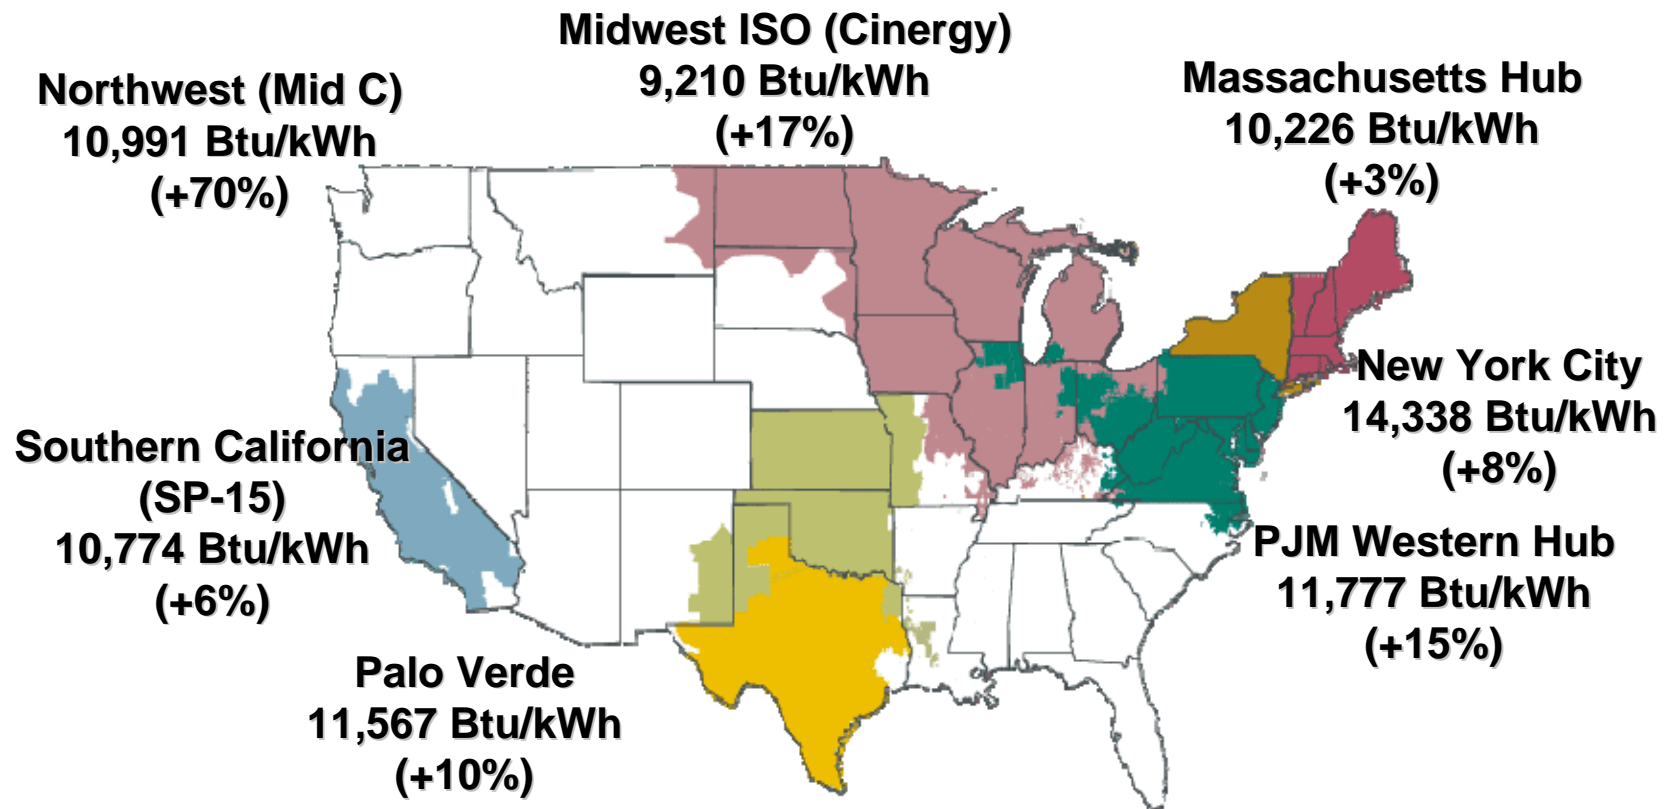 Midwest ISO (Cinergy)
9,210 Btu/kWh
(+17%)
Northwest (Mid C)
10,991 Btu/kWh
(+70%)
Massachusetts Hub
10,226 Btu/kWh
(+3%)
New York City
14,338 Btu/kWh
(+8%)
Southern California
(SP-15)
10,774 Btu/kWh
(+6%)
PJM Western Hub
11,777 Btu/kWh
(+15%)
Palo Verde
11,567 Btu/kWh
(+10%)